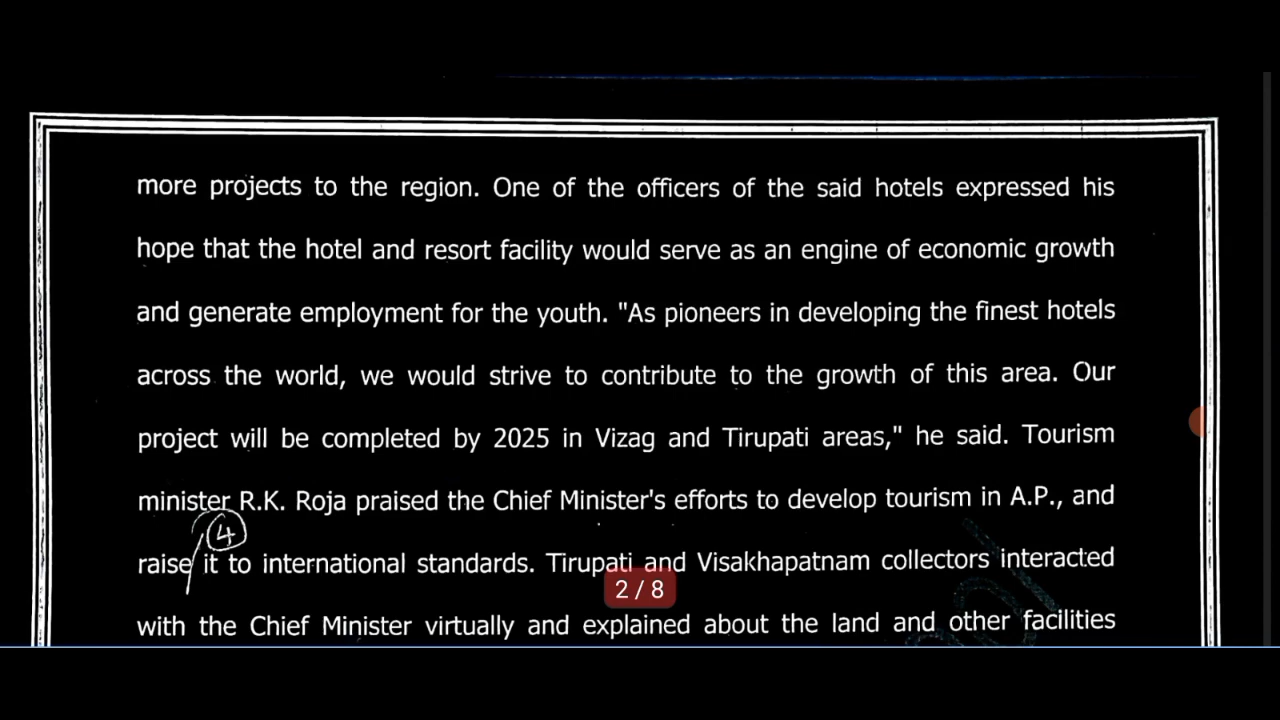 more projects to the region. One of the officers of the said hotels expressed his
hope that the hotel and resort facility would serve as an engine of economic growth
and generate employment for the youth. "As pioneers in developing the finest hotels
across the world, we would strive to contribute to the growth of this area. Our
project will be completed by 2025 in Vizag and Tirupati areas," he said. Tourism
minister R.K. Roja praised the Chief Minister's efforts to develop tourism in A.P., and
4
raise/it to international standards. Tirupati and Visakhapatnam collectors interacted
2 / 8
with the Chief Minister virtually and explained about the land and other facilities